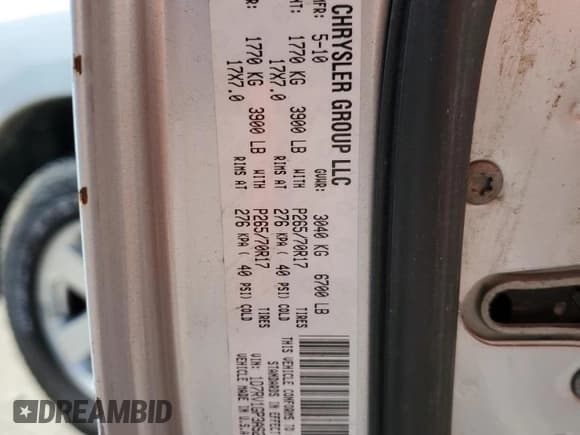 MFR: 5-10
CHRYSLER GROUP LLC
GVWR: 3040 KG 6700 LB
1770 KG 3900 LB WITH P265/70R17 TIRES
17X7.0 RIMS AT 276 KPA ( 40 PSI) COLD
1770 KG 3900 LB WITH P265/70R17 TIRES
17X7.0 RIMS AT 276 KPA ( 40 PSI) COLD
THIS VEHICLE CONFORMS TO
STANDARDS IN EFFECT
VIN: 1D7RV1GP3AS
VEHICLE MADE IN U.S.A
DREAMBID